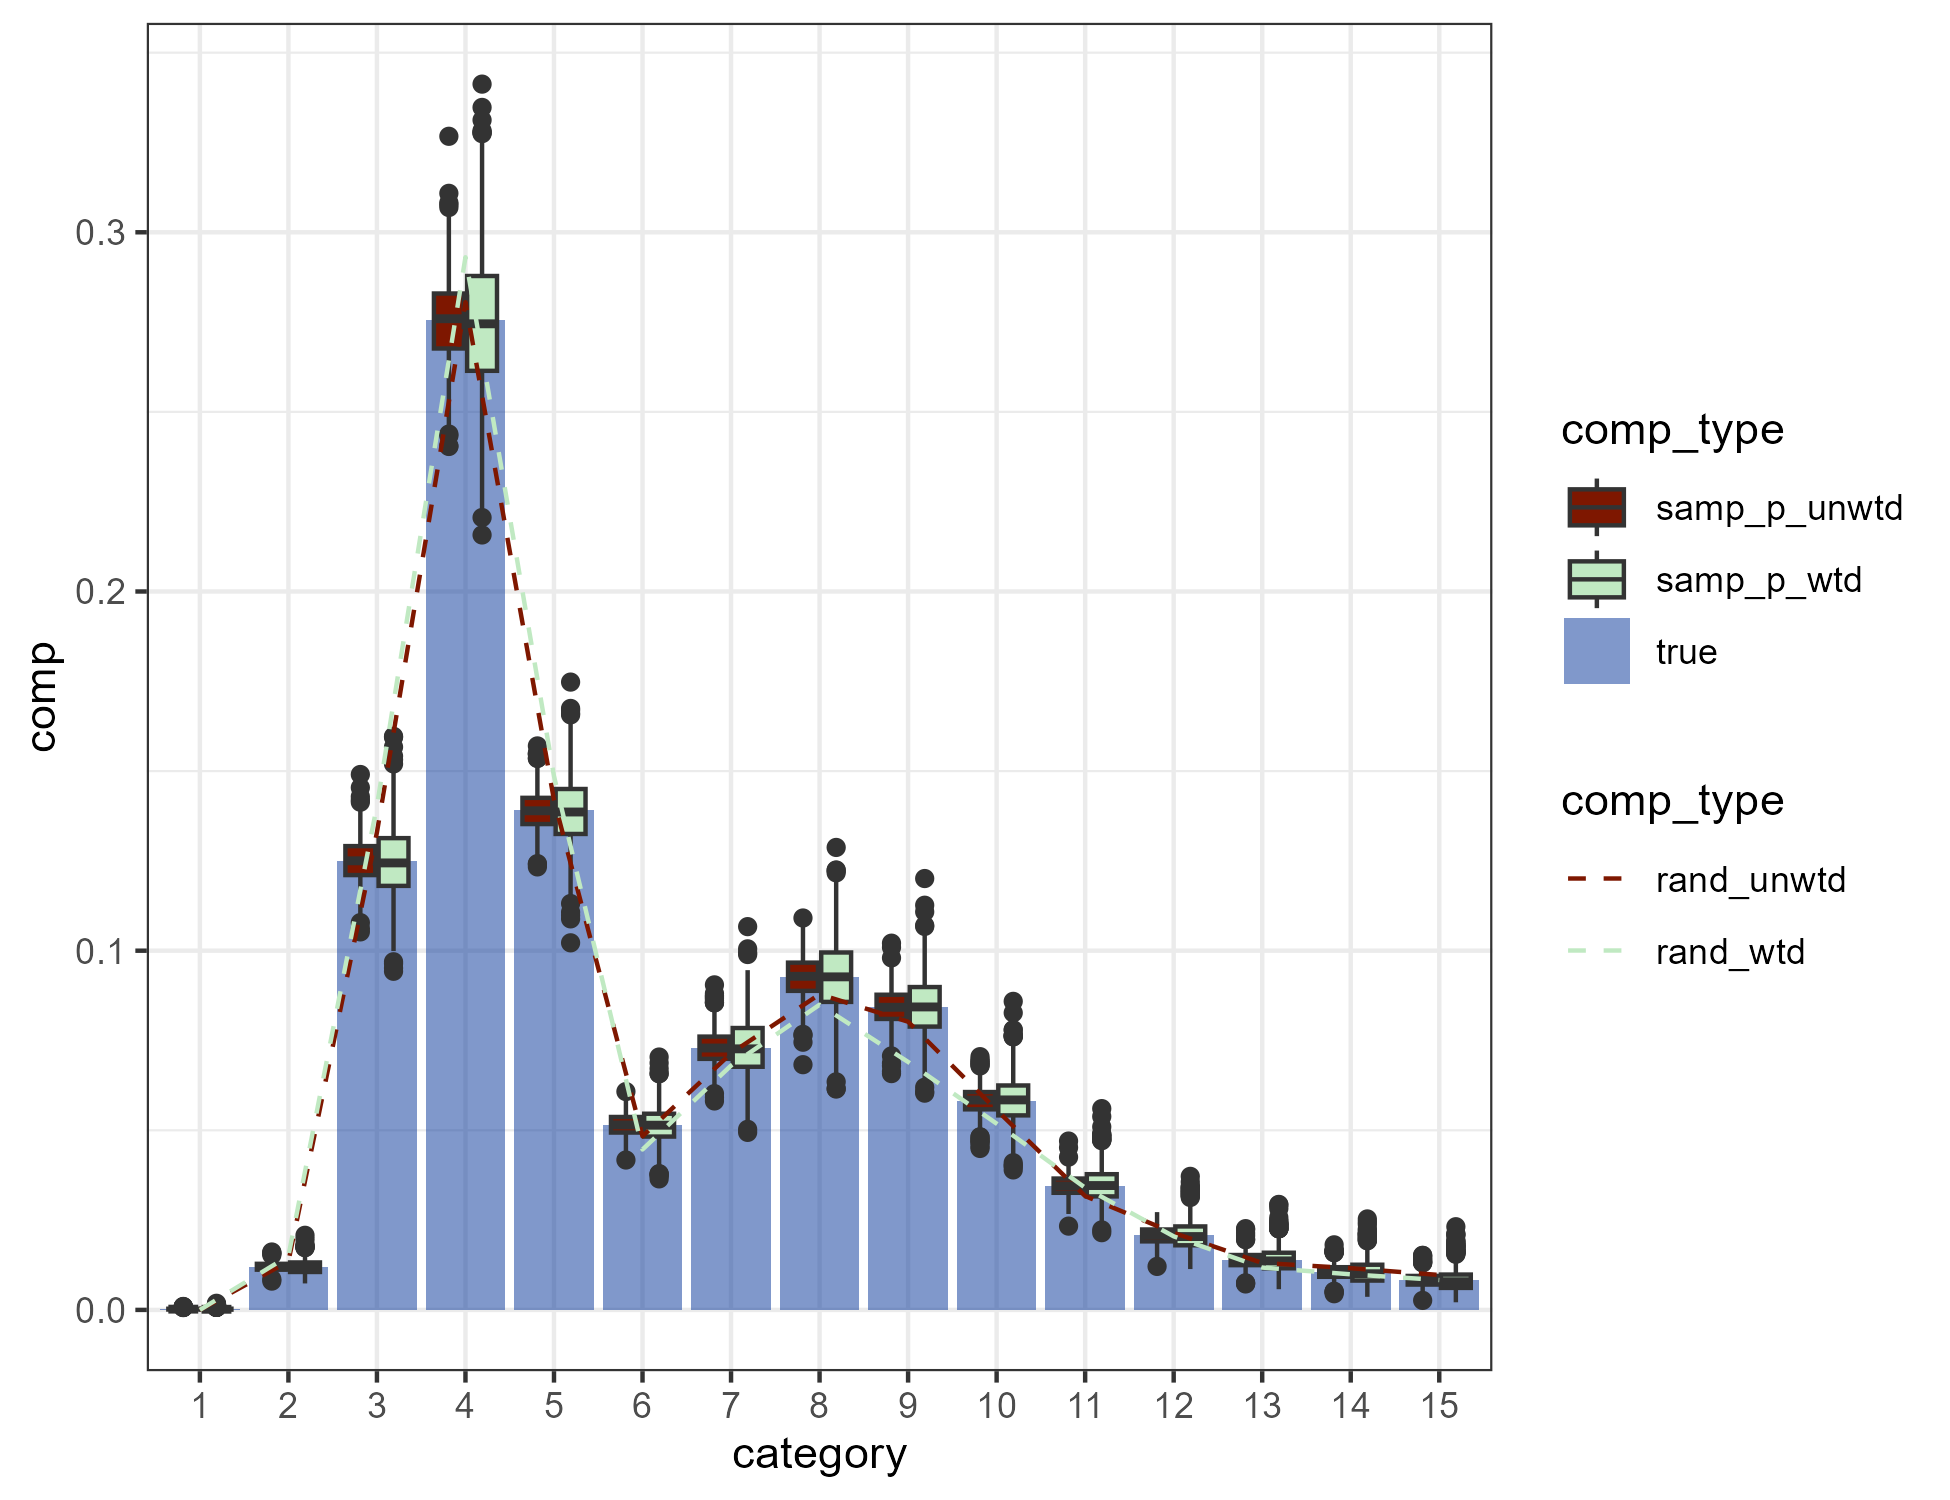 comp
0.3
0.2
0.1
0.0
1 2 3 4 5 6 7 8 9 10 11 12 13 14 15
category
comp_type
samp_p_unwtd
samp_p_wtd
true
comp_type
rand_unwtd
rand_wtd